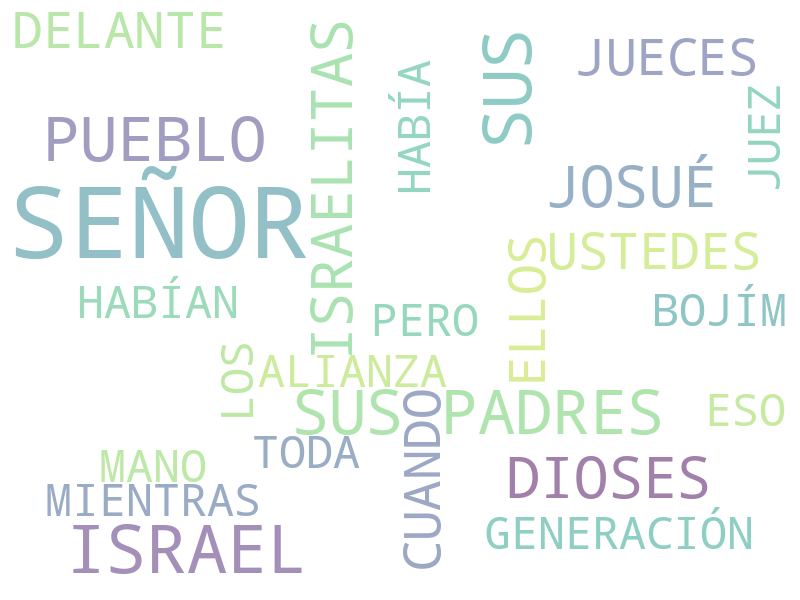 DELANTE
ISRAELITAS
HABÍA
SUS
JUECES
JUEZ
PUEBLO
JOSUÉ
SEÑOR
USTEDES
ELLOS
HABÍAN
BOJÍM
PERO
LOS
ALIANZA
SUS PADRES
CUANDO
ESO
TODA
MANO
DIOSES
MIENTRAS
ISRAEL
GENERACIÓN